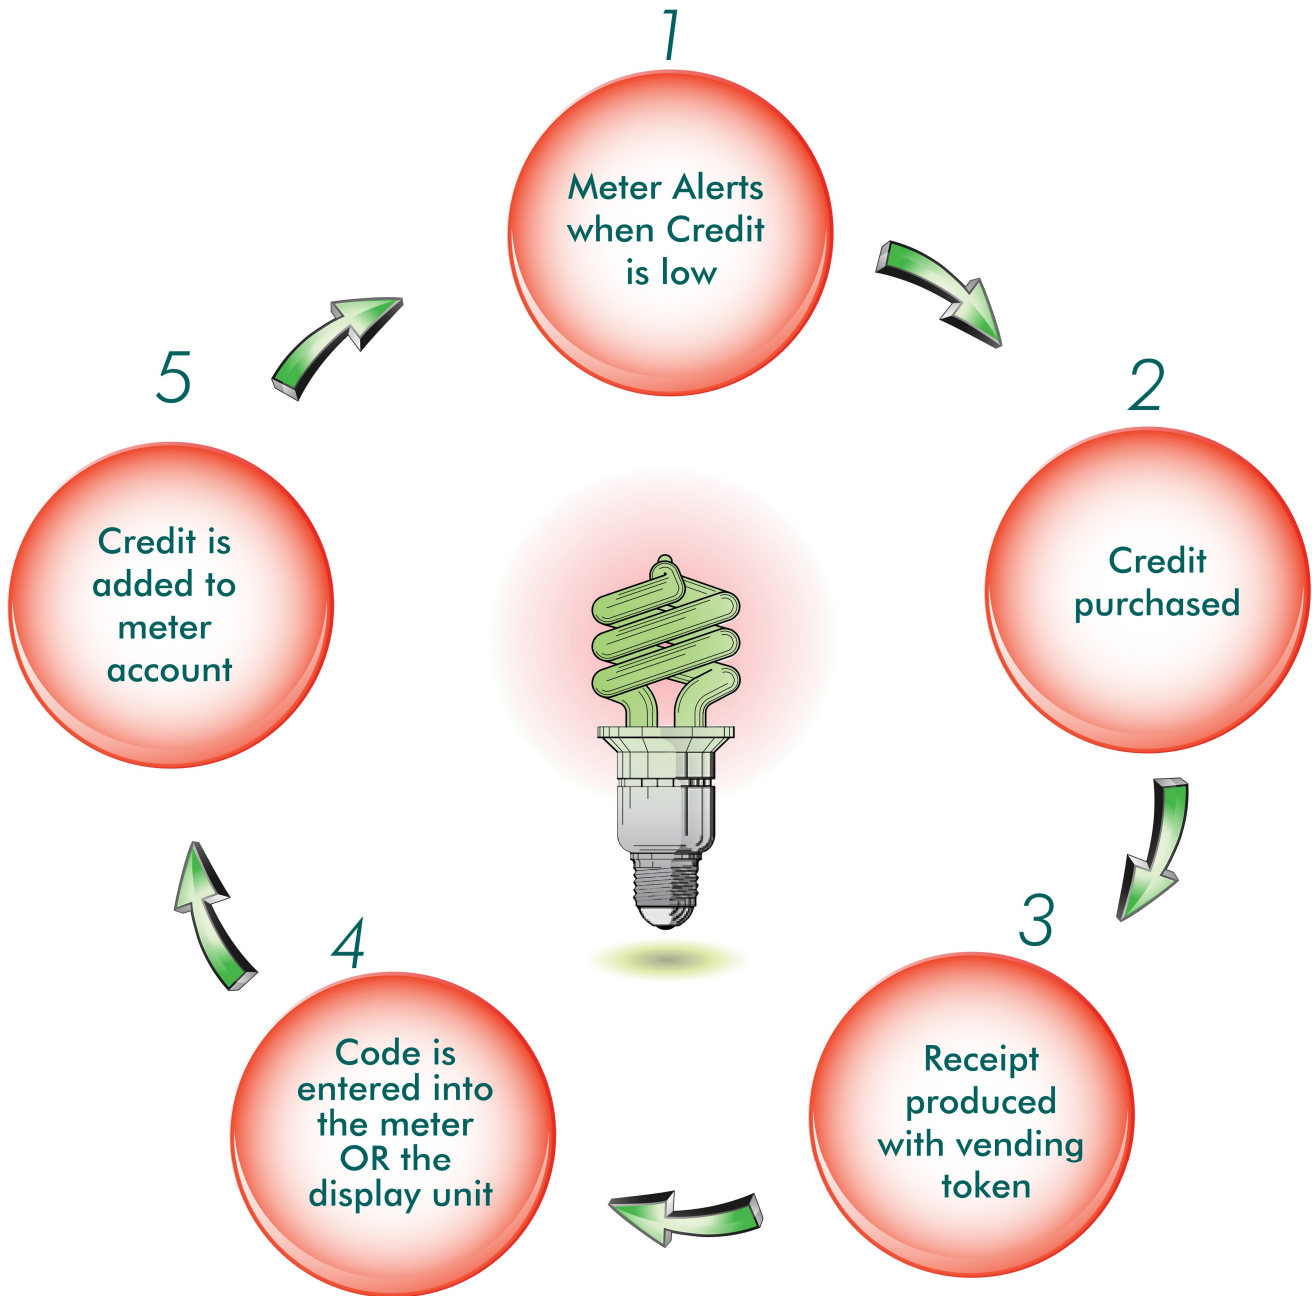 1
Meter Alerts
when Credit
is low
2
Credit
purchased
3
Receipt
produced
with vending
token
4
Code is
entered into
the meter
OR the
display unit
5
Credit is
added to
meter
account